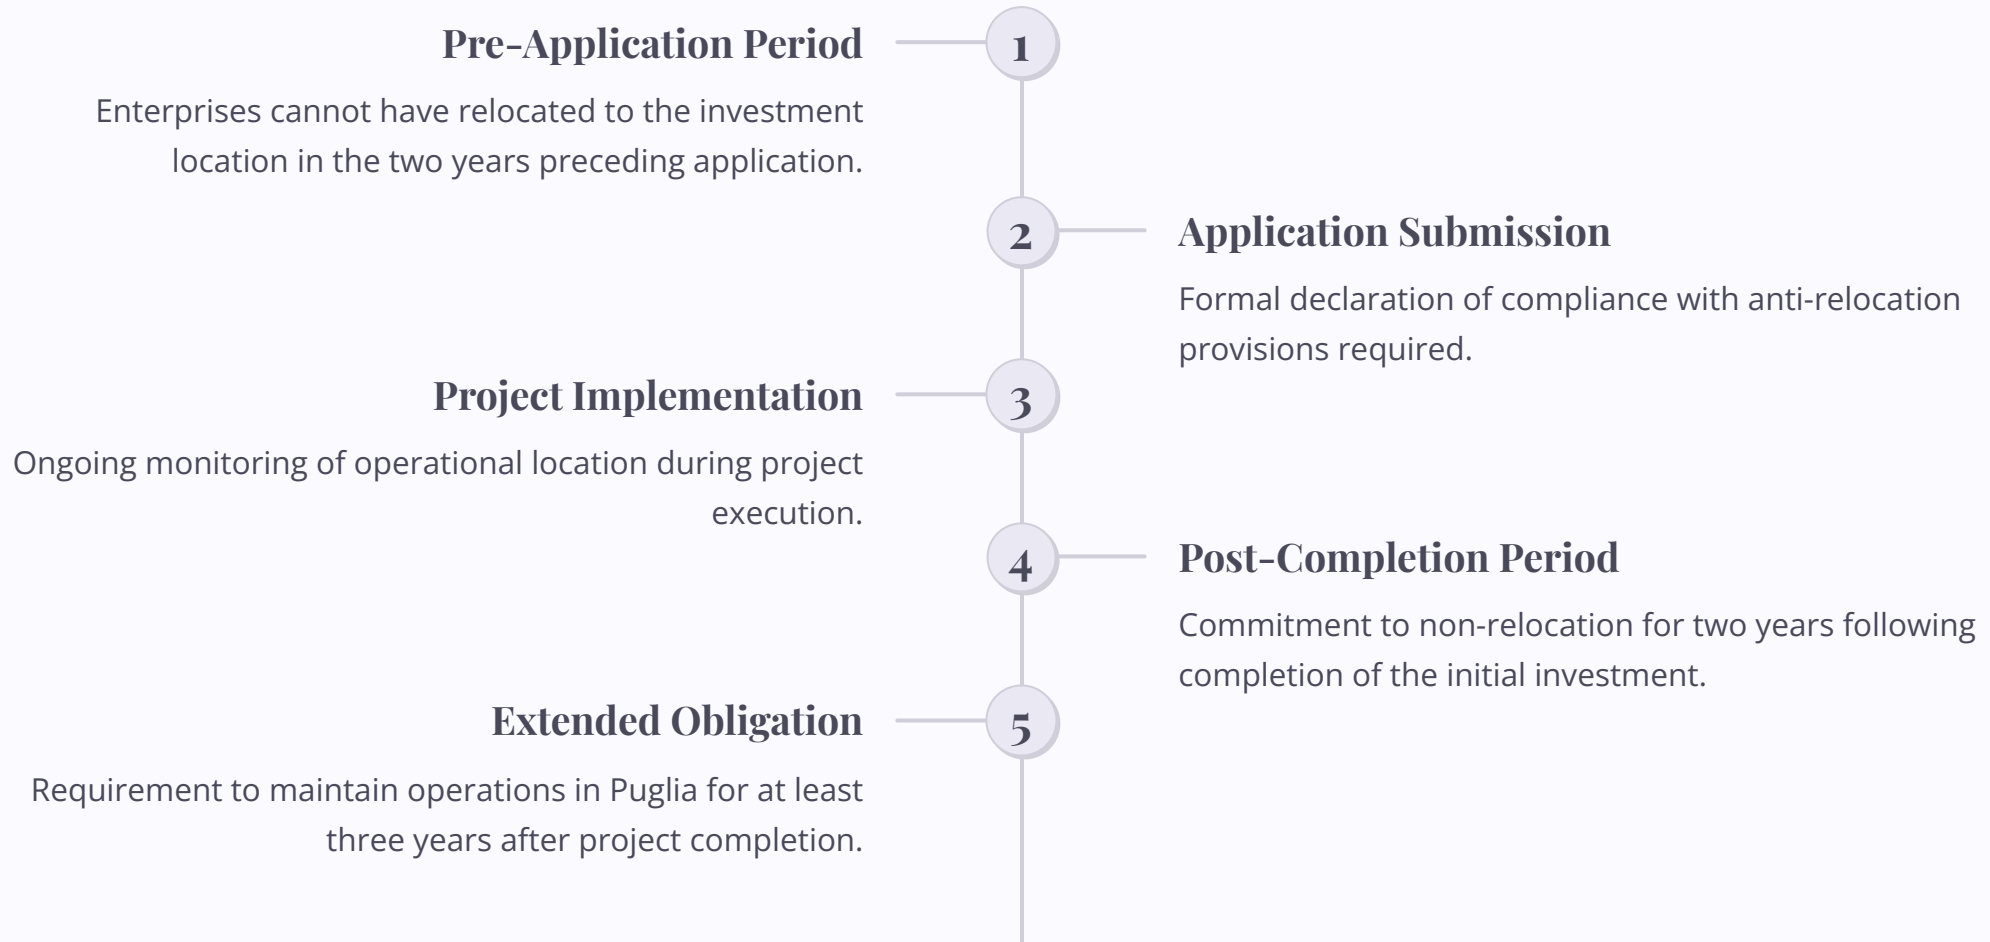 Pre-Application Period
1
Enterprises cannot have relocated to the investment
location in the two years preceding application.
2
Application Submission
Formal declaration of compliance with anti-relocation
provisions required.
Project Implementation
3
Ongoing monitoring of operational location during project
execution.
4
Post-Completion Period
Commitment to non-relocation for two years following
completion of the initial investment.
Extended Obligation
5
Requirement to maintain operations in Puglia for at least
three years after project completion.